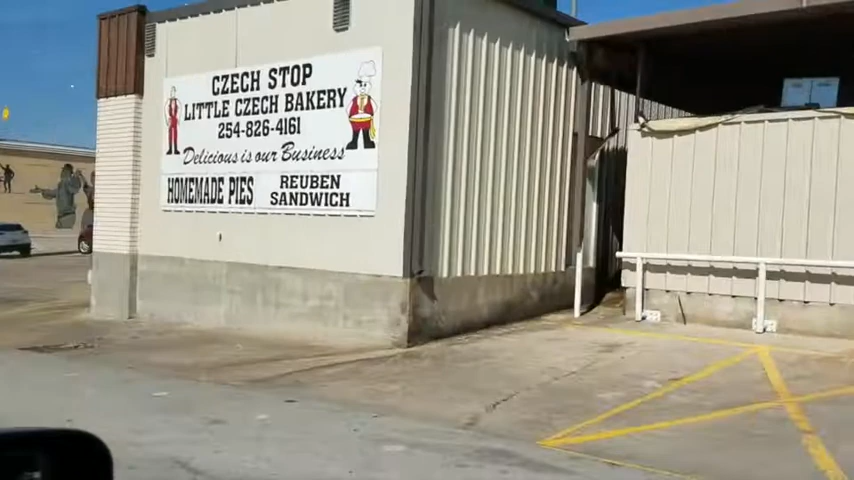 CZECH STOP
LITTLE CZECH BAKERY
254-826-4161
Delicious is our Business
HOMEMADE PIES
REUBEN
SANDWICH